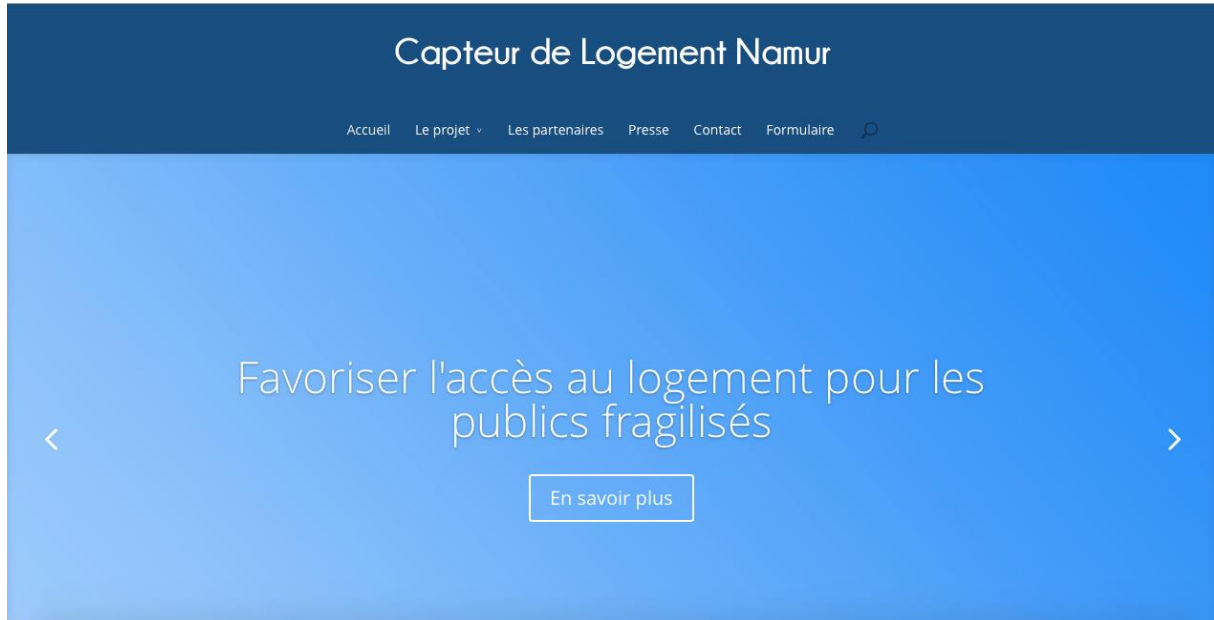 Capteur de Logement Namur
Accueil Le projet Les partenaires Presse Contact Formulaire
Favoriser l'accès au logement pour les
publics fragilisés
En savoir plus